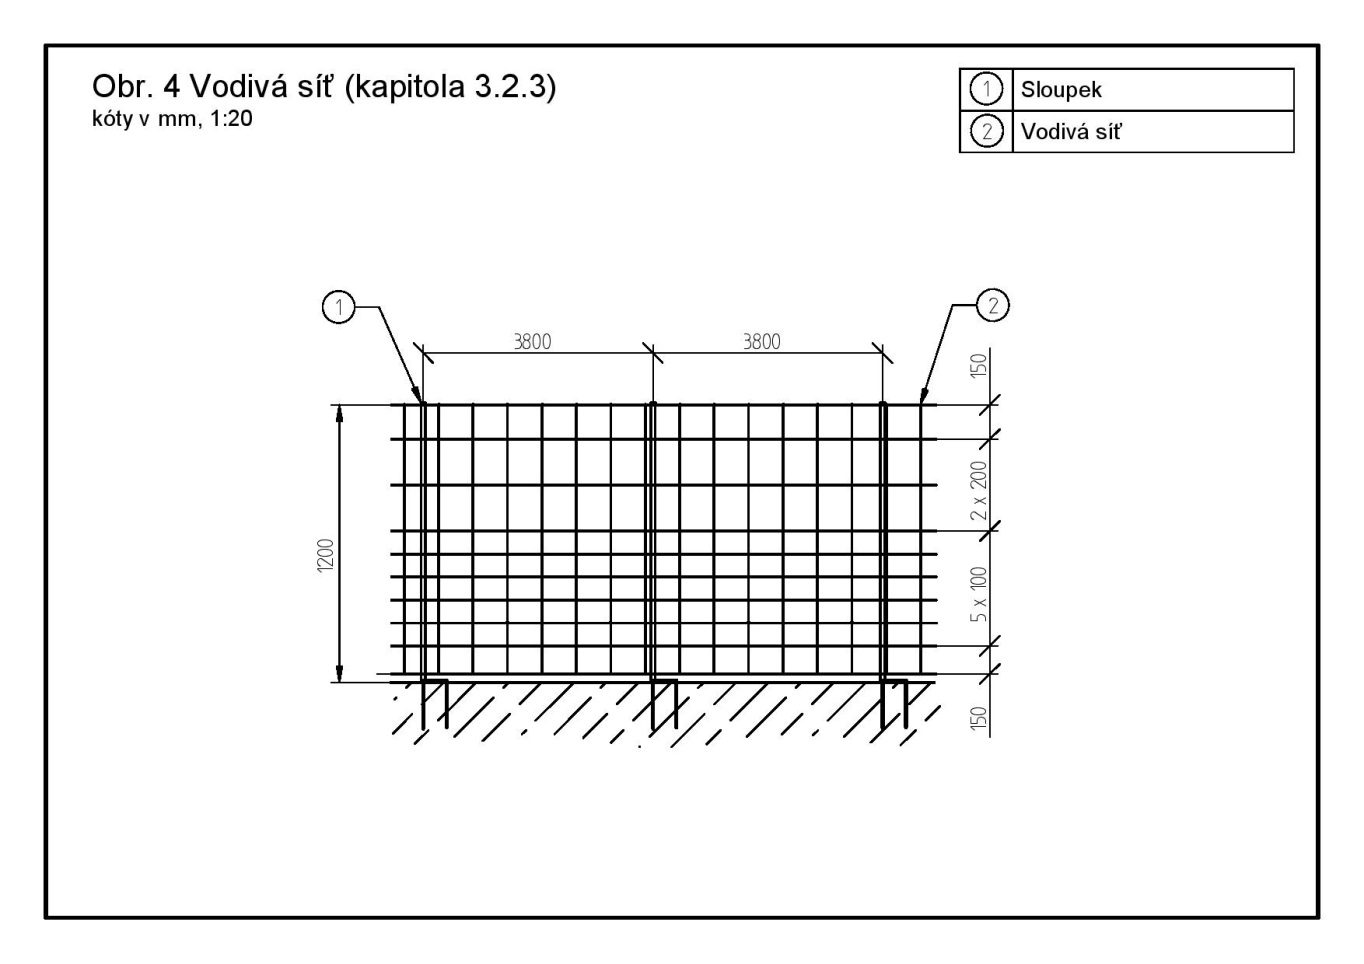 Obr. 4 Vodivá síť (kapitola 3.2.3)
kóty v mm, 1:20
1 Sloupek
2 Vodivá síť
1
2
3800
3800
150
2 x 200
1200
5 x 100
150